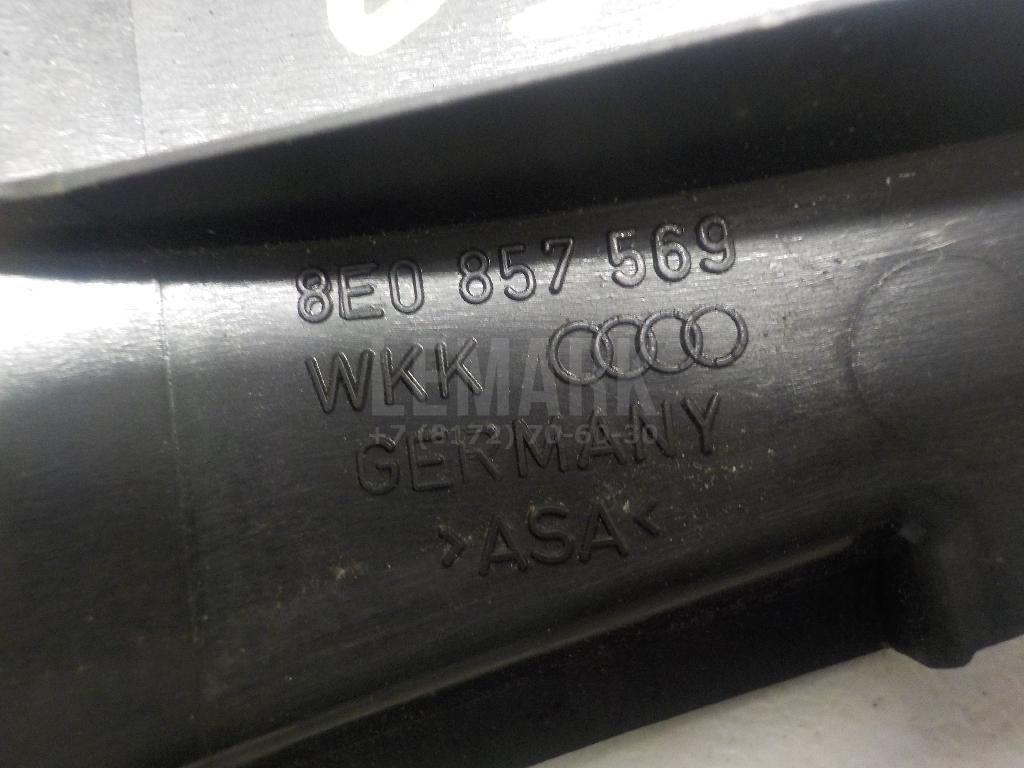 8E0 857 569
WKK
LEMARK
+7 (8172) 70-60-30
GERMANY
>ASA<